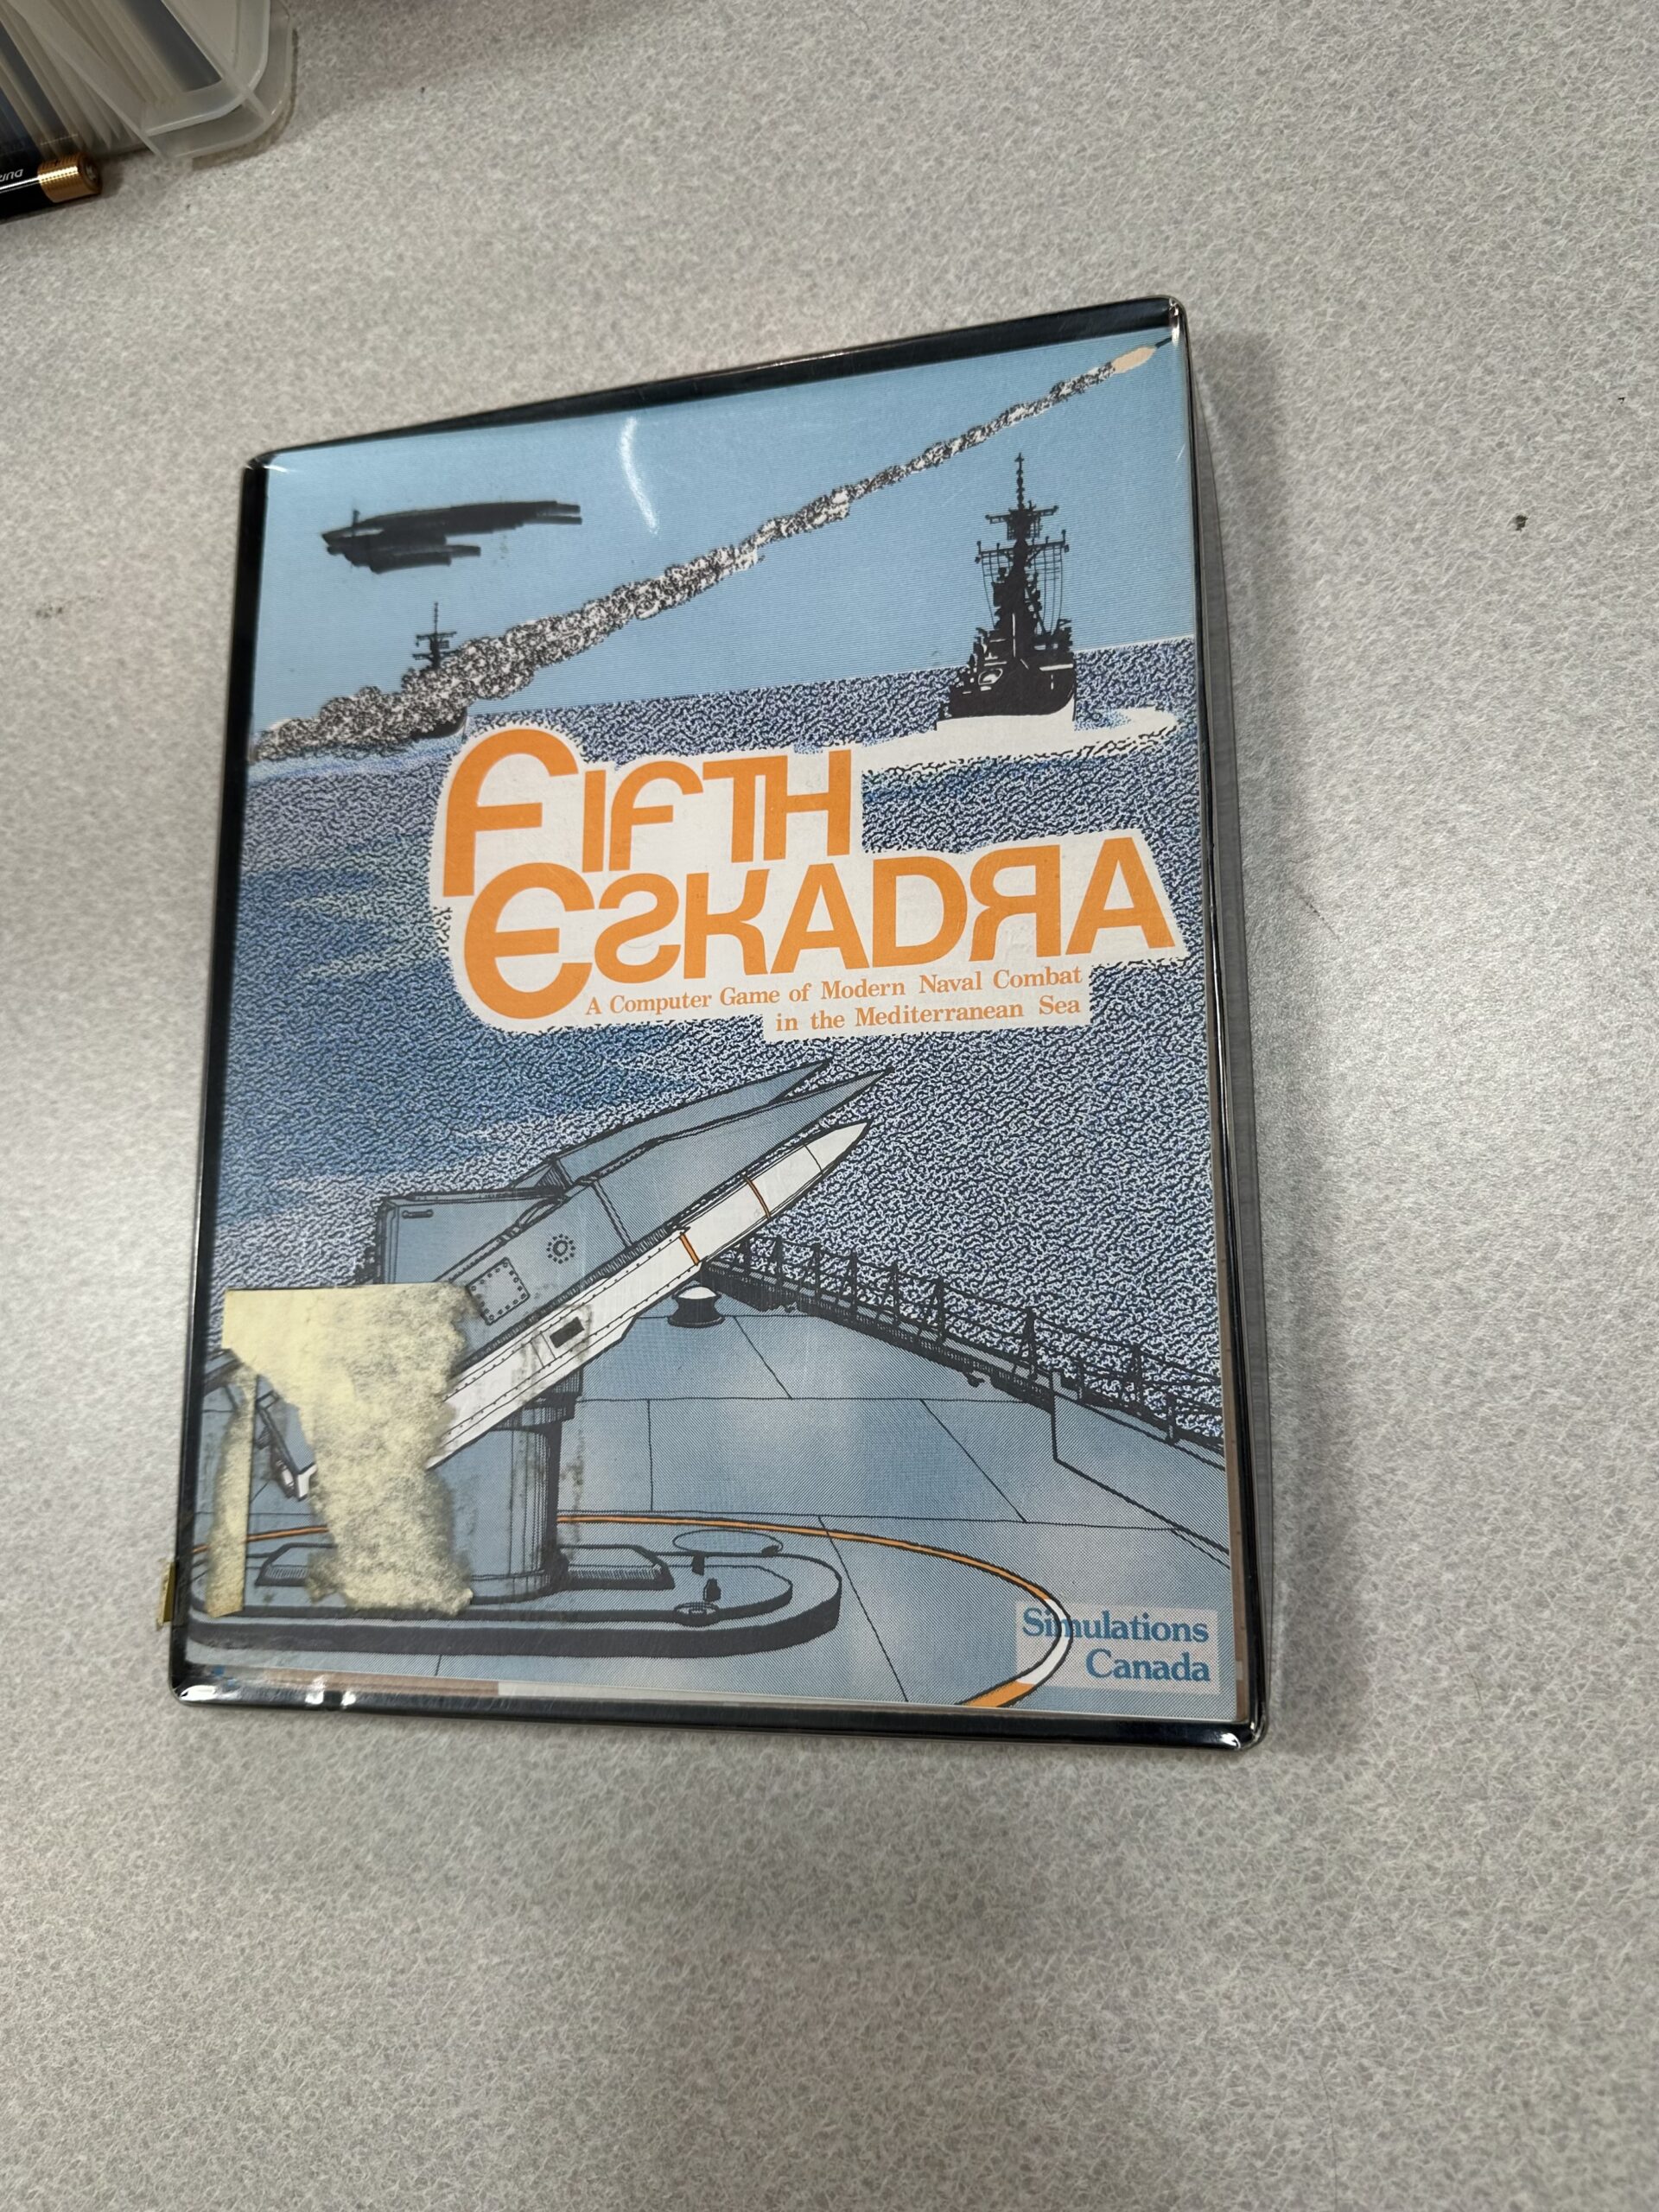 FIFTH
ESKADRA
A Computer Game of Modern Naval Combat
in the Mediterranean Sea
Simulations
Canada